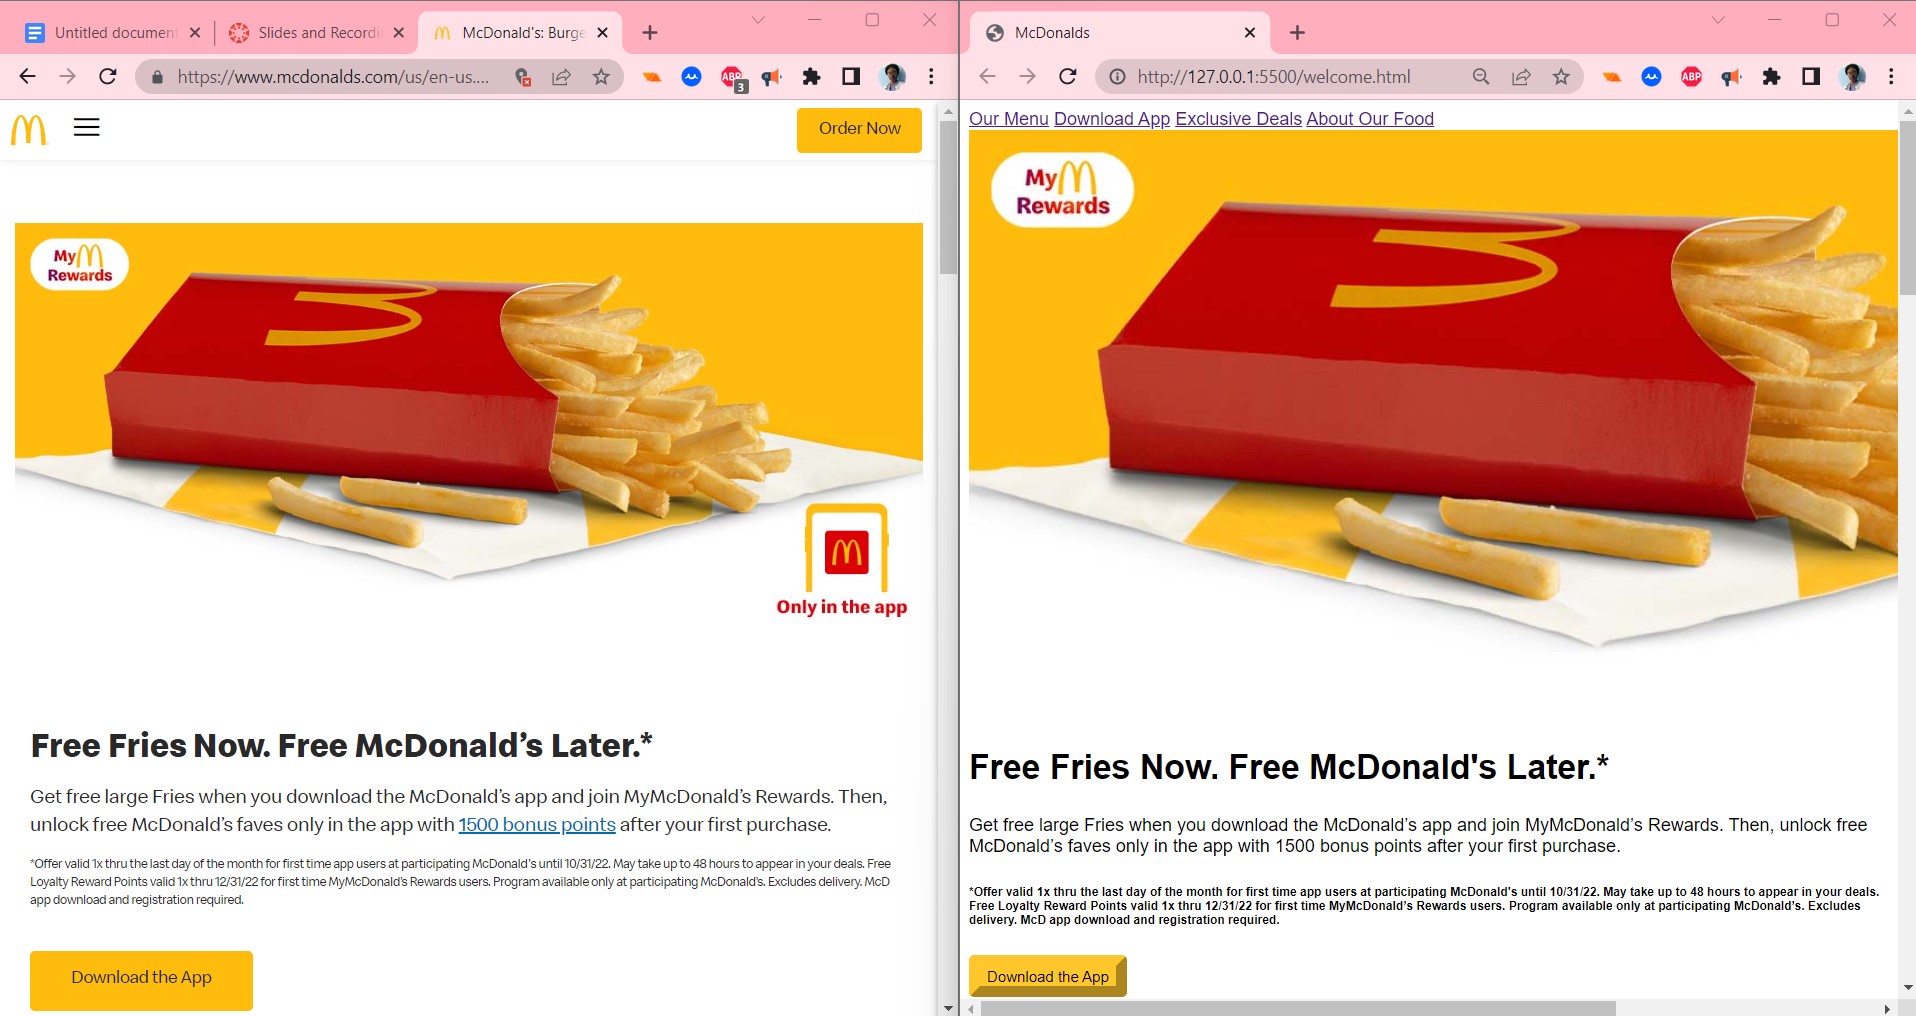 Untitled document
Slides and Recordi
McDonald's: Burge
https://www.mcdonalds.com/us/en-us....
ABP
3
Order Now
My
Rewards
Only in the app
Free Fries Now. Free McDonald’s Later.*
Get free large Fries when you download the McDonald’s app and join MyMcDonald’s Rewards. Then,
unlock free McDonald’s faves only in the app with 1500 bonus points after your first purchase.
*Offer valid 1x thru the last day of the month for first time app users at participating McDonald's until 10/31/22. May take up to 48 hours to appear in your deals. Free
Loyalty Reward Points valid 1x thru 12/31/22 for first time MyMcDonald’s Rewards users. Program available only at participating McDonald’s. Excludes delivery. McD
app download and registration required.
Download the App
McDonalds
http://127.0.0.1:5500/welcome.html
ABP
Our Menu Download App Exclusive Deals About Our Food
My
Rewards
Free Fries Now. Free McDonald's Later.*
Get free large Fries when you download the McDonald’s app and join MyMcDonald’s Rewards. Then, unlock free
McDonald’s faves only in the app with 1500 bonus points after your first purchase.
*Offer valid 1x thru the last day of the month for first time app users at participating McDonald's until 10/31/22. May take up to 48 hours to appear in your deals.
Free Loyalty Reward Points valid 1x thru 12/31/22 for first time MyMcDonald’s Rewards users. Program available only at participating McDonald’s. Excludes
delivery. McD app download and registration required.
Download the App